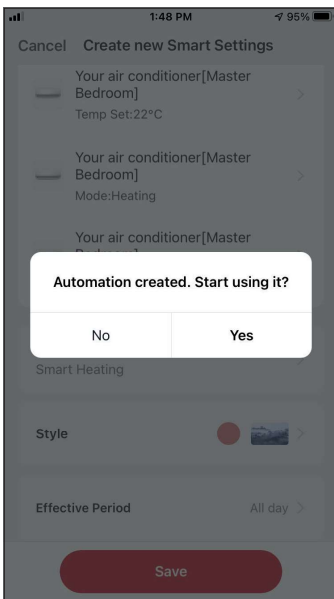 1:48 PM
95%
Cancel
Create new Smart Settings
Your air conditioner[Master
Bedroom]
Temp Set:22°C
Your air conditioner[Master
Bedroom]
Mode:Heating
Your air conditioner[Master
Automation created. Start using it?
No
Yes
Smart Heating
Style
Effective Period
All day
Save